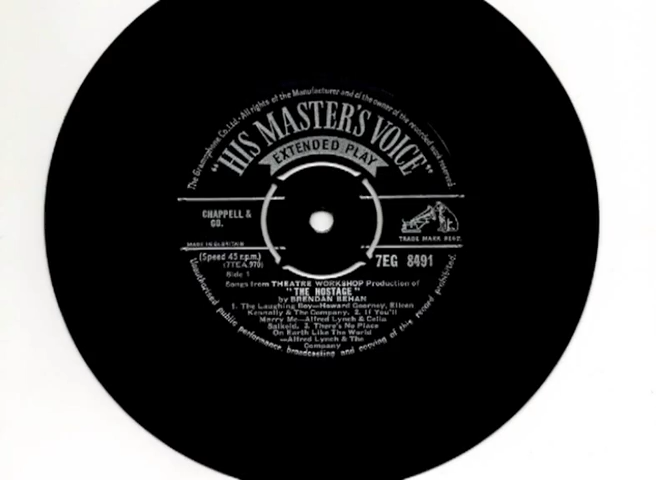 The Gramophone Co. Ltd. - All rights of the Manufacturer and of the owner of the recorded work reserved
"HIS MASTER'S VOICE"
EXTENDED PLAY
CHAPPELL &
CO.
TRADE MARK REGD.
MADE IN GT. BRITAIN
(Speed 45 r.p.m.)
(7TEA.970)
7EG 8491
Side 1
Songs from THEATRE WORKSHOP Production of
"THE HOSTAGE"
by BRENDAN BEHAN
1. The Laughing Boy—Howard Goorney, Eileen
Kennally & The Company. 2. If You'll
Marry Me—Alfred Lynch & Celia
Salkeld. 3. There's No Place
On Earth Like The World
—Alfred Lynch & The
Company
Unauthorised public performance, broadcasting and copying of this record prohibited.